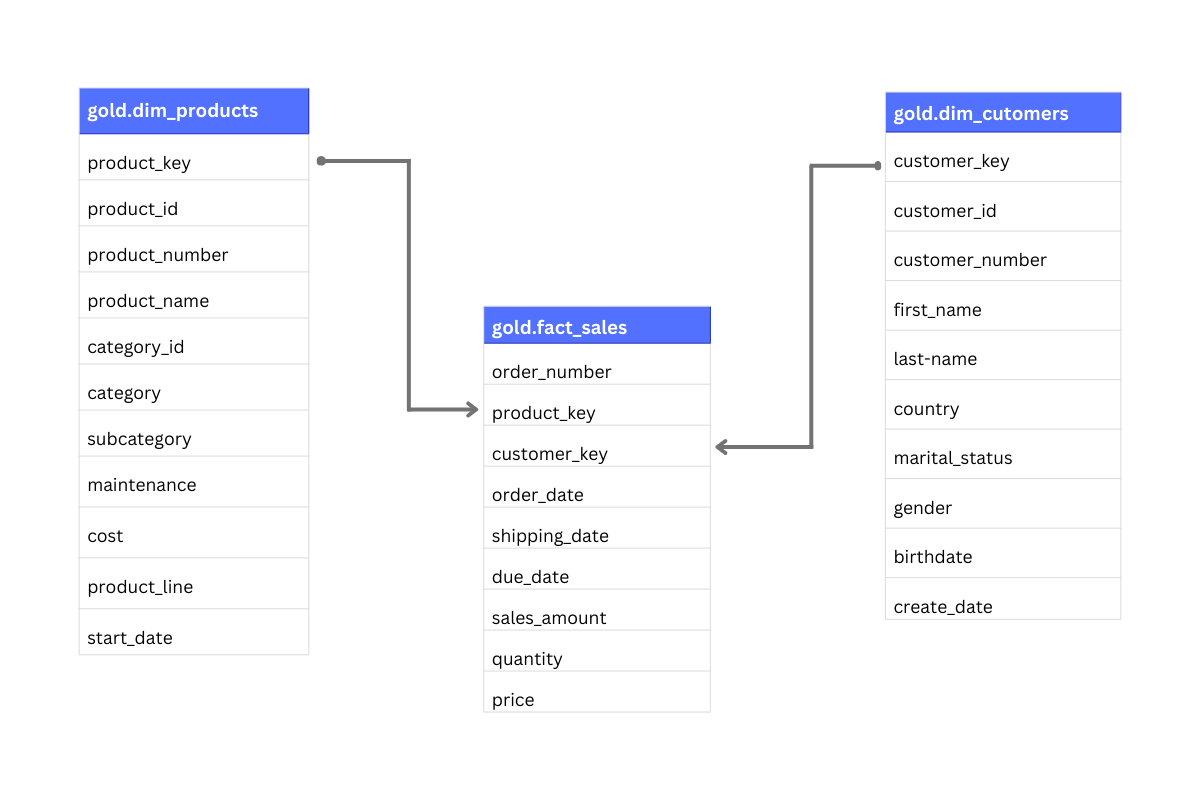 gold.dim_products
product_key
product_id
product_number
product_name
category_id
category
subcategory
maintenance
cost
product_line
start_date
gold.fact_sales
order_number
product_key
customer_key
order_date
shipping_date
due_date
sales_amount
quantity
price
gold.dim_cutomers
customer_key
customer_id
customer_number
first_name
last-name
country
marital_status
gender
birthdate
create_date